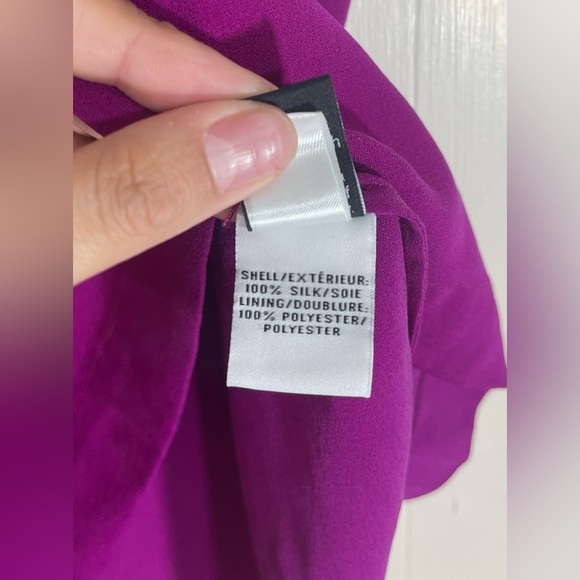 SHELL/EXTÉRIEUR:
100% SILK/SOIE
LINING/DOUBLURE:
100% POLYESTER/
POLYESTER